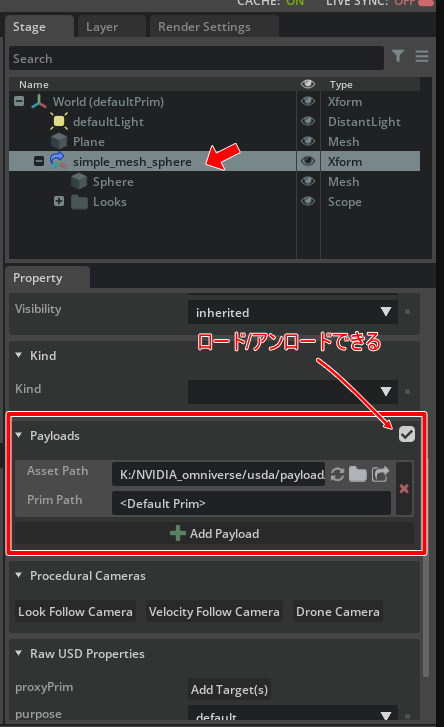 CACHE: ON LIVE SYNC: OFF
Stage Layer Render Settings
Search
Name Type
World (defaultPrim) Xform
defaultLight DistantLight
Plane Mesh
simple_mesh_sphere Xform
Sphere Mesh
Looks Scope
Property
Visibility inherited
ロード/アンロードできる
Kind
Kind
Payloads
Asset Path K:/NVIDIA_omniverse/usda/payload
Prim Path <Default Prim>
Add Payload
Procedural Cameras
Look Follow Camera Velocity Follow Camera Drone Camera
Raw USD Properties
proxyPrim Add Target(s)
purpose default